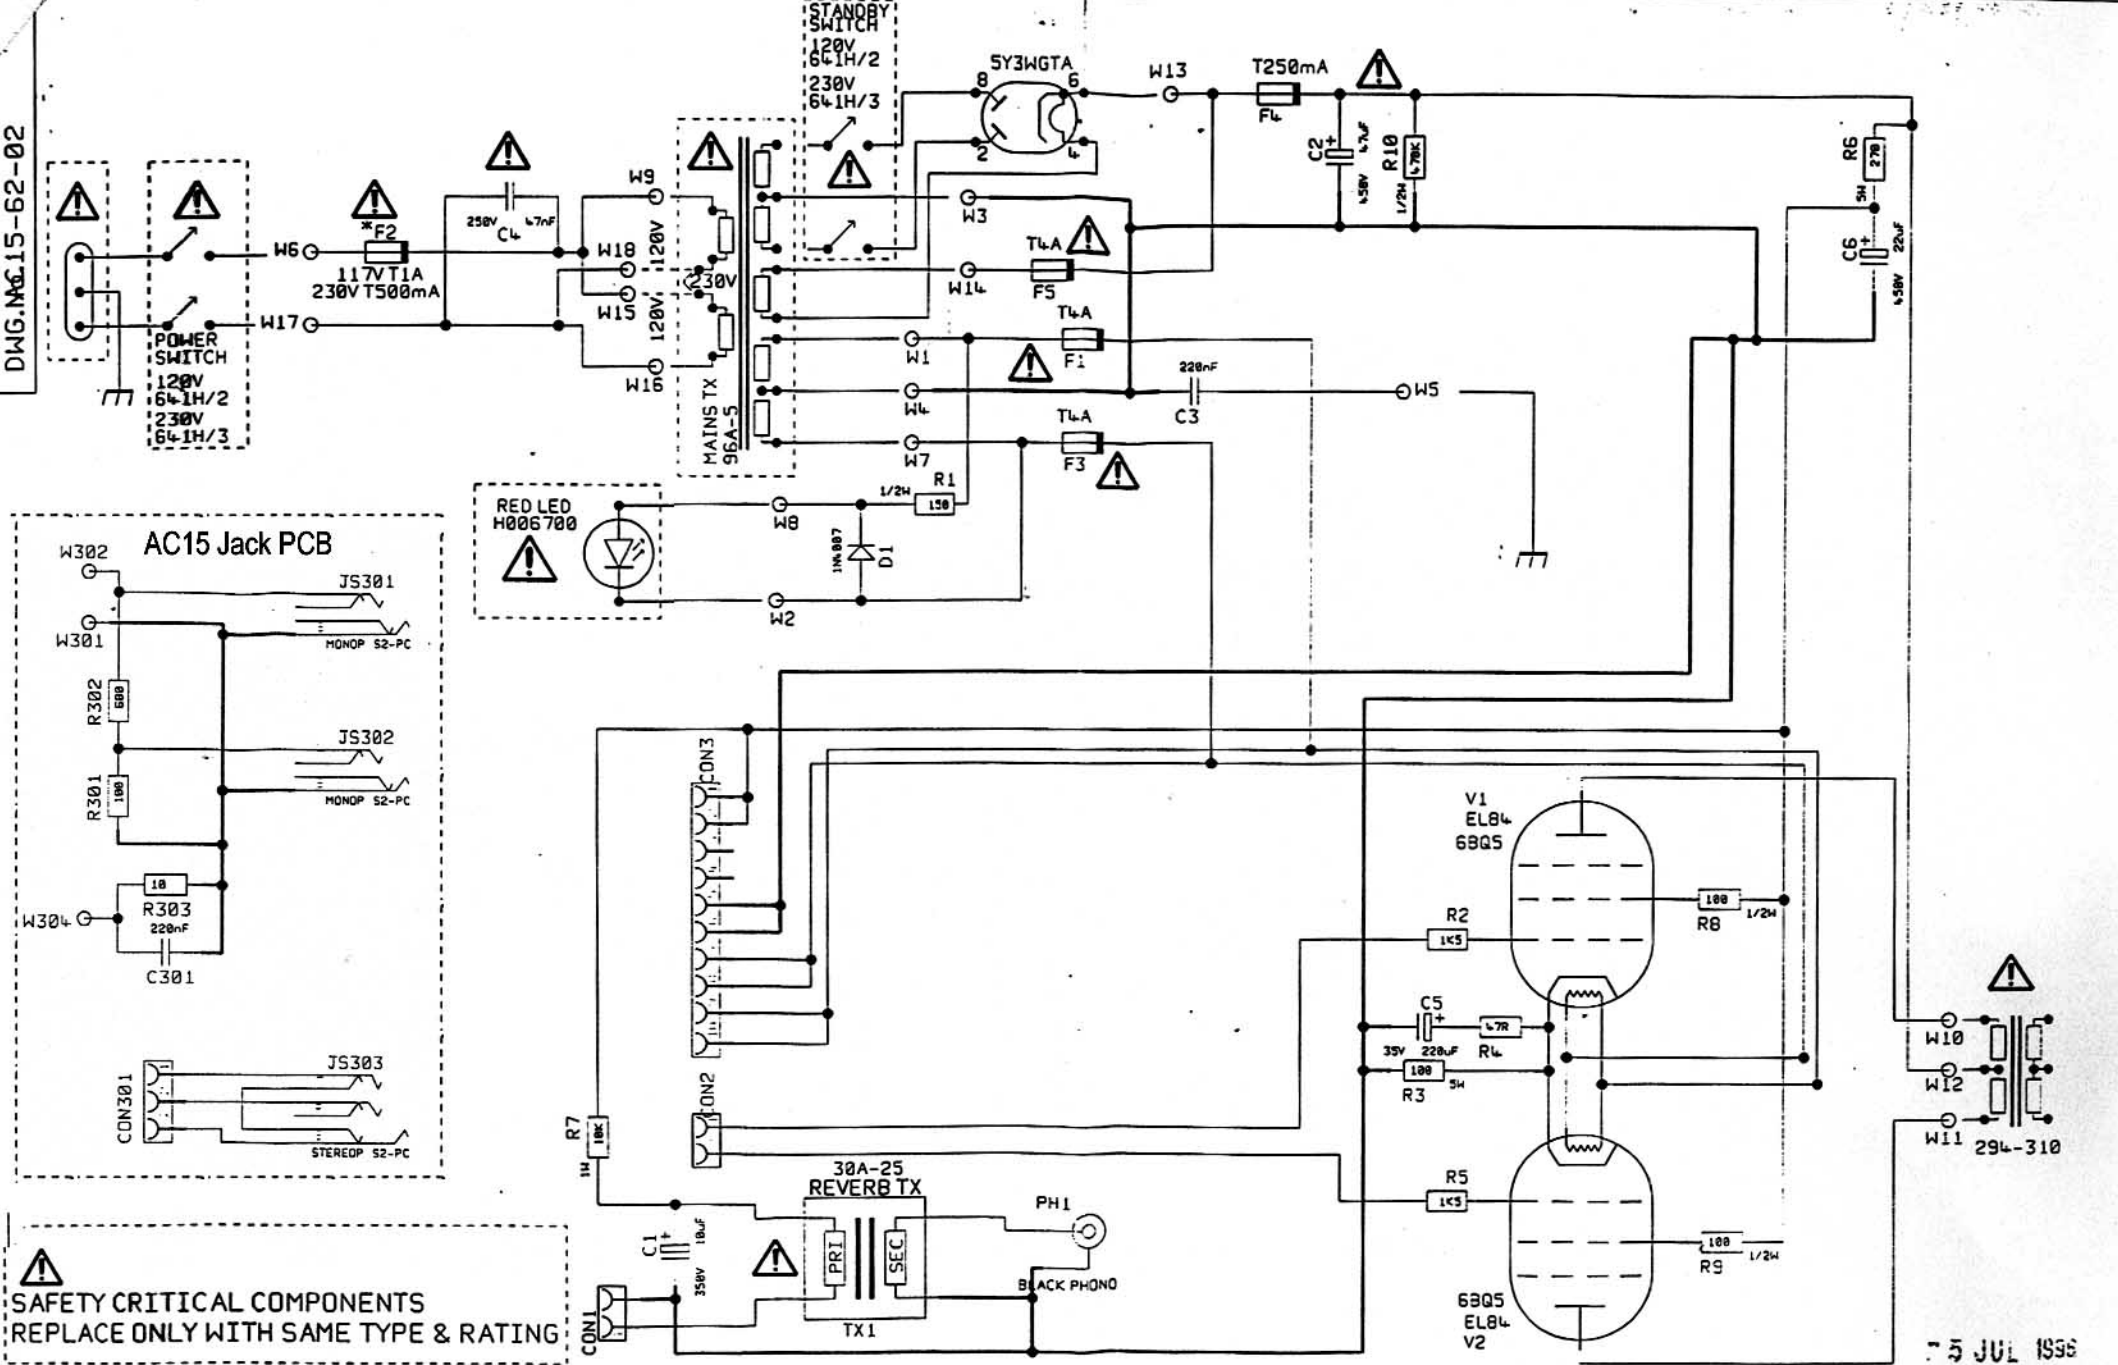 DWG.No.AC15-62-02
POWER
SWITCH
120V
641H/2
230V
641H/3
W6
W17
*F2
117V T1A
230V T500mA
250V
47nF
C4
W9
W18
W15
W16
120V
230V
120V
MAINS TX
96A-5
STANDBY
SWITCH
120V
641H/2
230V
641H/3
5Y3WGTA
8
6
2
4
W13
T250mA
F4
C2
+
47uF
450V
R10
470K
1/2W
R6
270
5W
C6
+
22uF
450V
W3
T4A
W14
F5
T4A
W1
F1
W4
220nF
C3
W5
T4A
W7
F3
RED LED
H006700
W8
1/2W
R1
150
1N4007
D1
W2
AC15 Jack PCB
W302
W301
JS301
MONOP S2-PC
R302
680
JS302
MONOP S2-PC
R301
100
10
R303
220nF
W304
C301
CON301
JS303
STEREOP S2-PC
CON3
CON2
R7
10K
1W
C1
+
10uF
350V
CON1
30A-25
REVERB TX
PRI
SEC
TX1
PH1
BLACK PHONO
V1
EL84
6BQ5
R2
1K5
100
R8
1/2W
C5
+
35V
220uF
47R
R4
100
R3
5W
R5
1K5
100
R9
1/2W
6BQ5
EL84
V2
W10
W12
W11
294-310
SAFETY CRITICAL COMPONENTS
REPLACE ONLY WITH SAME TYPE & RATING
JUL